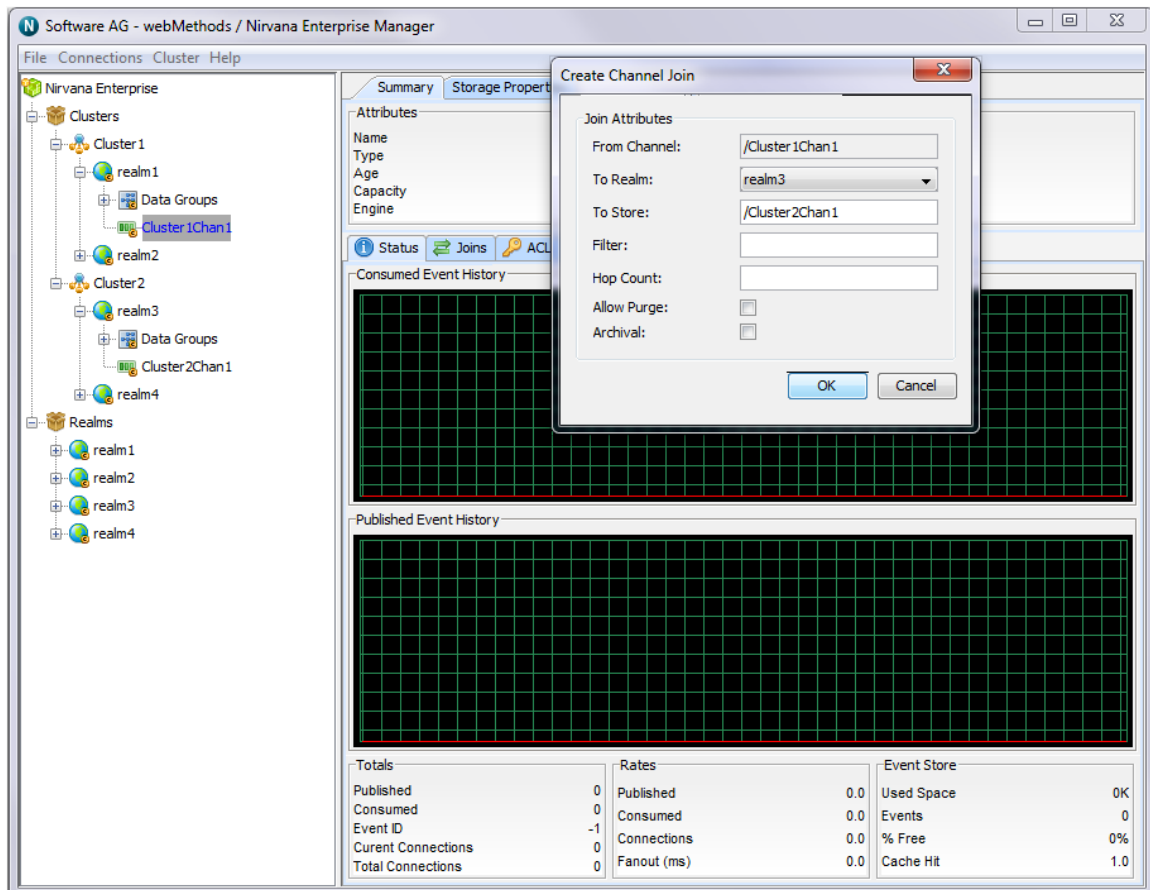 Software AG - webMethods / Nirvana Enterprise Manager
File Connections Cluster Help
Nirvana Enterprise
Clusters
Cluster1
realm1
Data Groups
Cluster1Chan1
realm2
Cluster2
realm3
Data Groups
Cluster2Chan1
realm4
Realms
realm1
realm2
realm3
realm4
Summary Storage Propert
Attributes
Name
Type
Age
Capacity
Engine
Status Joins ACL
Consumed Event History
Create Channel Join
Join Attributes
From Channel: /Cluster1Chan1
To Realm: realm3
To Store: /Cluster2Chan1
Filter:
Hop Count:
Allow Purge:
Archival:
OK Cancel
Published Event History
Totals
Published 0
Consumed 0
Event ID -1
Curent Connections 0
Total Connections 0
Rates
Published 0.0
Consumed 0.0
Connections 0.0
Fanout (ms) 0.0
Event Store
Used Space 0K
Events 0
% Free 0%
Cache Hit 1.0